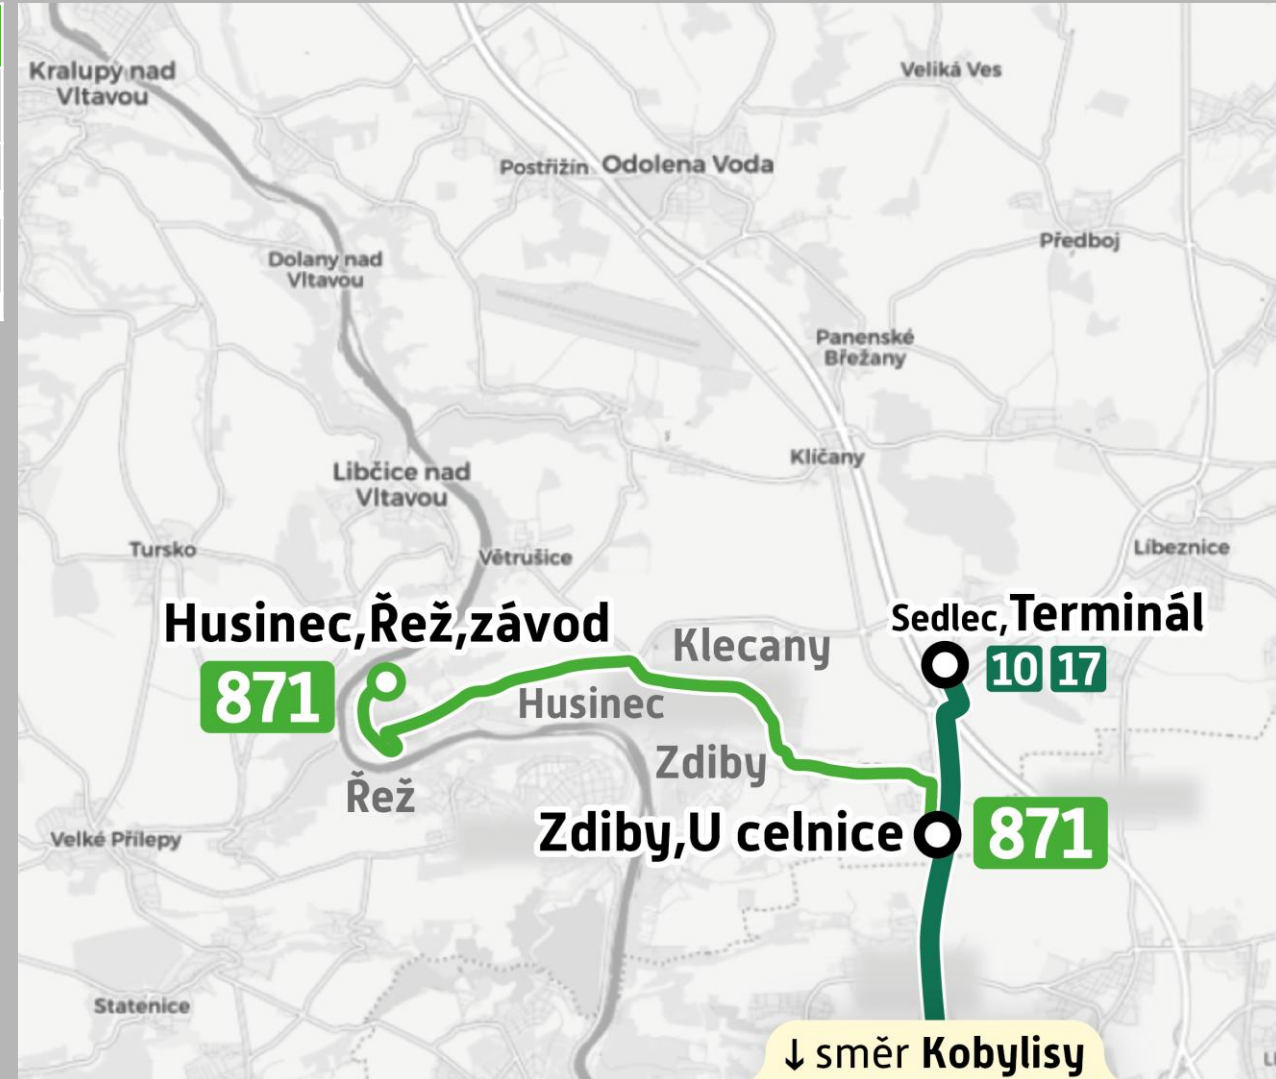 Kralupy nad
Vltavou
Veliká Ves
Postřižín
Odolena Voda
Předboj
Dolany nad
Vltavou
Panenské
Břežany
Klíčany
Libčice nad
Vltavou
Tursko
Větrušice
Líbeznice
Husinec,Řež,závod
Sedlec,Terminál
Klecany
10 17
871
Husinec
Zdiby
Řež
Velké Přílepy
Zdiby,U celnice
871
Statenice
↓ směr Kobylisy